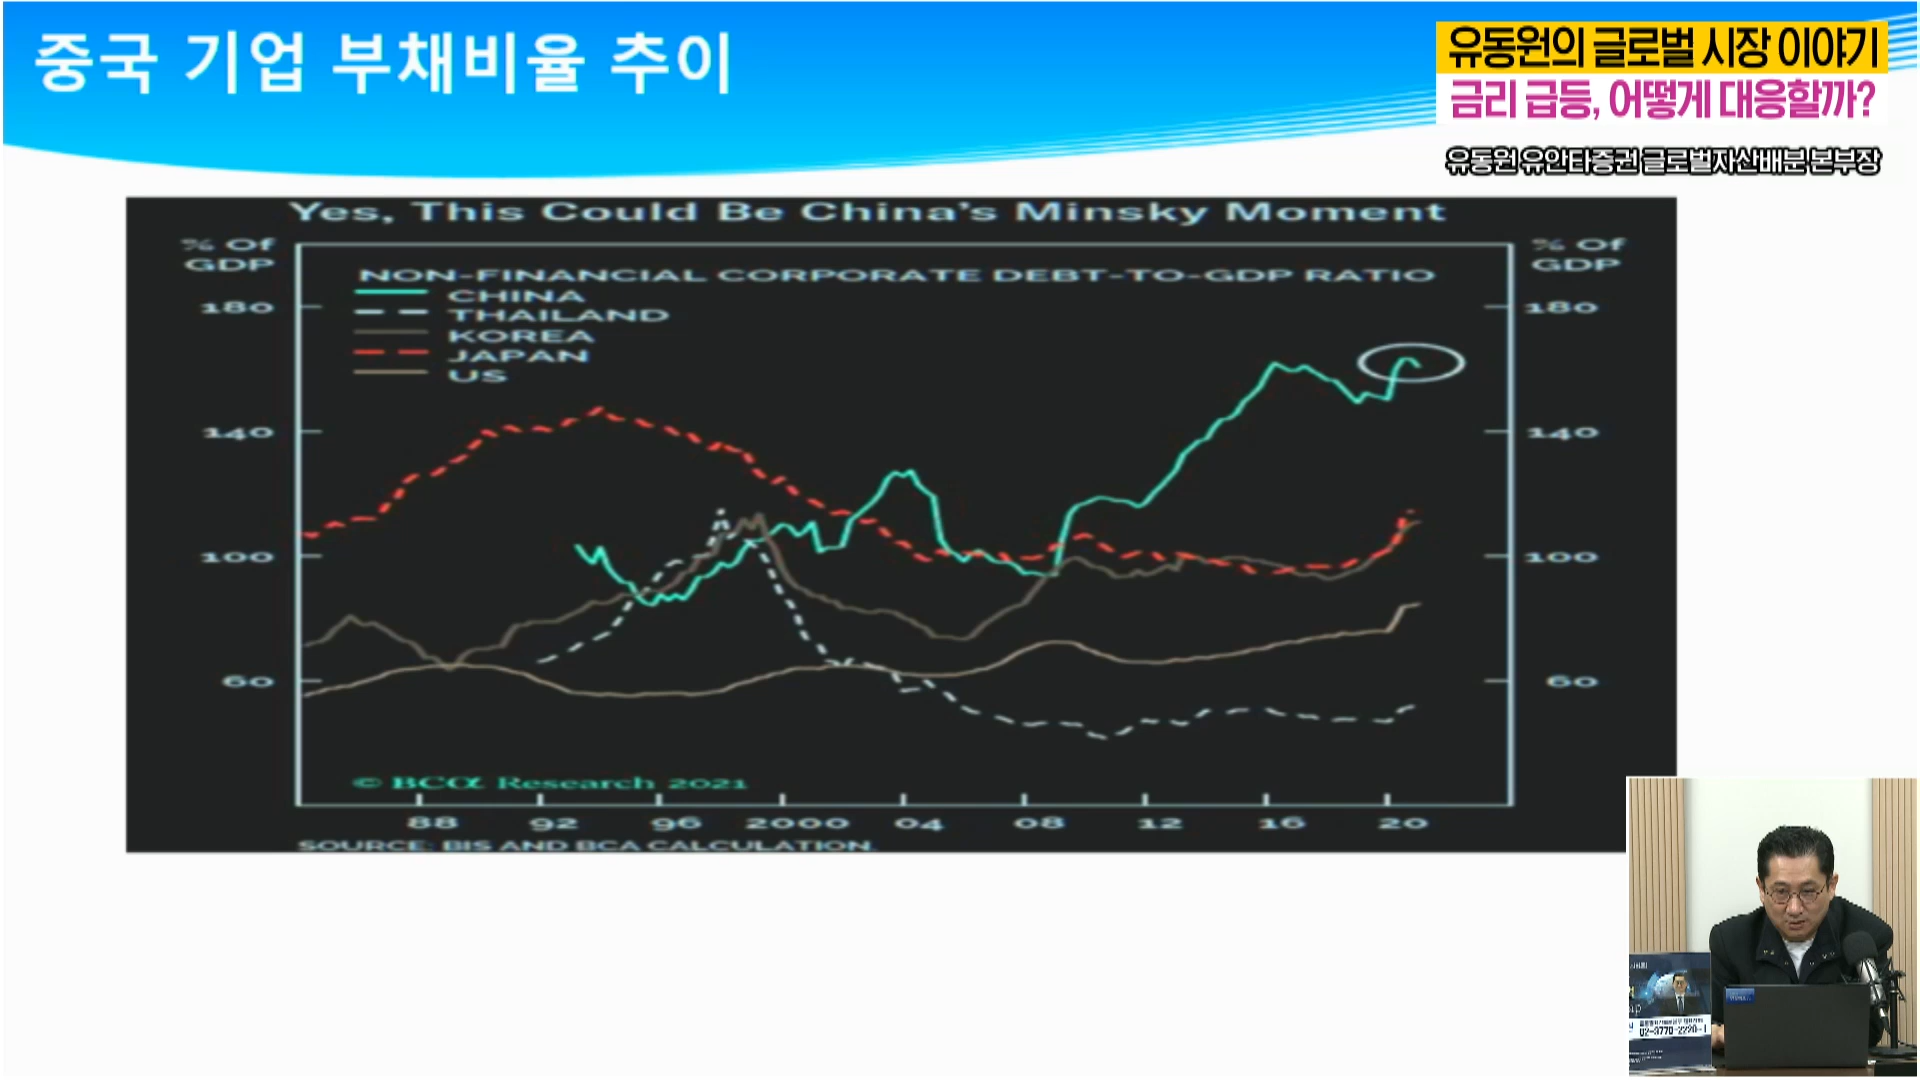 중국 기업 부채비율 추이
유동원의 글로벌 시장 이야기
금리 급등, 어떻게 대응할까?
유동원 유안타증권 글로벌자산배분 본부장
Yes, This Could Be China's Minsky Moment
% Of
GDP
% Of
GDP
NON-FINANCIAL CORPORATE DEBT-TO-GDP RATIO
CHINA
THAILAND
KOREA
JAPAN
US
180
180
140
140
100
100
60
60
© BCα Research 2021
88 92 96 2000 04 08 12 16 20
SOURCE: BIS AND BCA CALCULATION.